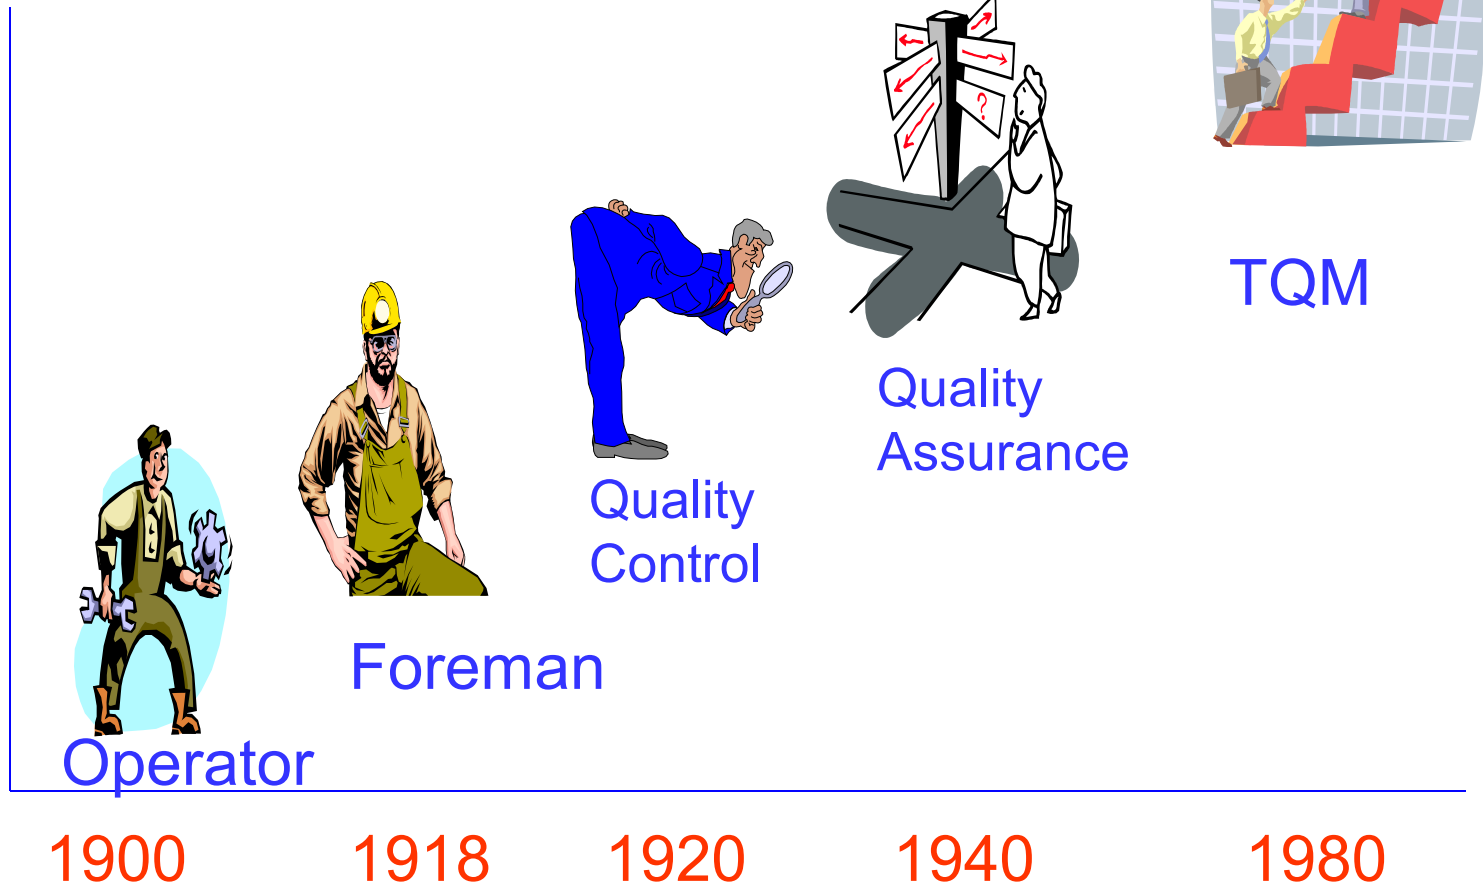 ?
TQM
Quality
Assurance
Quality
Control
Foreman
Operator
1900 1918 1920 1940 1980